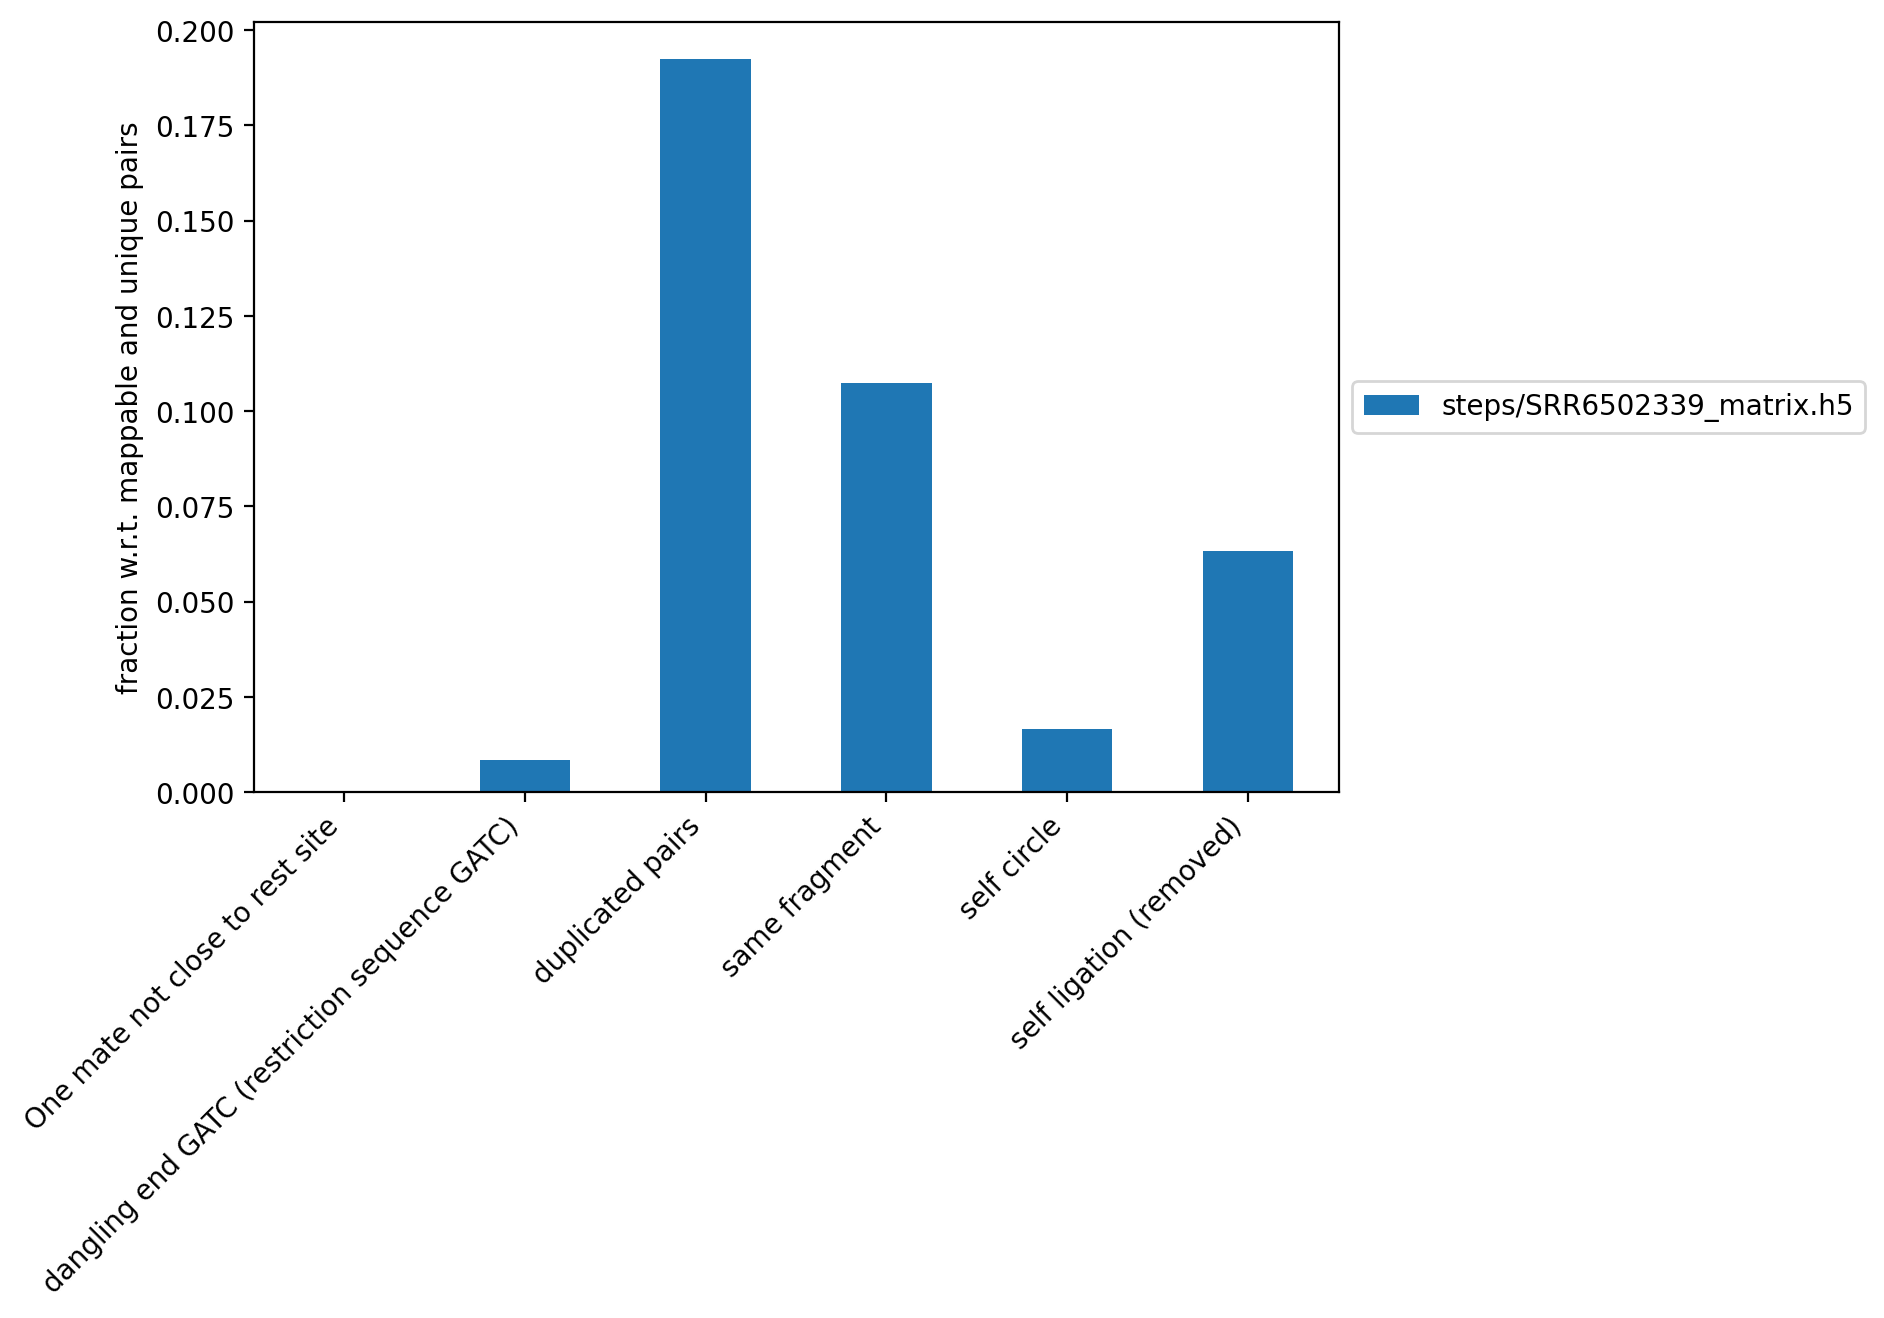 fraction w.r.t. mappable and unique pairs
0.200
0.175
0.150
0.125
0.100
0.075
0.050
0.025
0.000
One mate not close to rest site
dangling end GATC (restriction sequence GATC)
duplicated pairs
same fragment
self circle
self ligation (removed)
steps/SRR6502339_matrix.h5